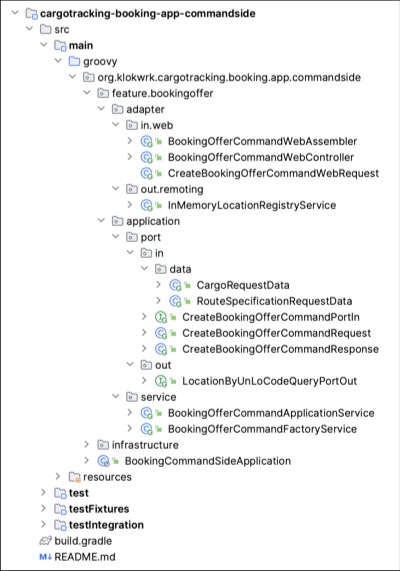 cargotracking-booking-app-commandside
src
main
groovy
org.klokwrk.cargotracking.booking.app.commandside
feature.bookingoffer
adapter
in.web
BookingOfferCommandWebAssembler
BookingOfferCommandWebController
CreateBookingOfferCommandWebRequest
out.remoting
InMemoryLocationRegistryService
application
port
in
data
CargoRequestData
RouteSpecificationRequestData
CreateBookingOfferCommandPortIn
CreateBookingOfferCommandRequest
CreateBookingOfferCommandResponse
out
LocationByUnLoCodeQueryPortOut
service
BookingOfferCommandApplicationService
BookingOfferCommandFactoryService
infrastructure
BookingCommandSideApplication
resources
test
testFixtures
testIntegration
build.gradle
M↓ README.md